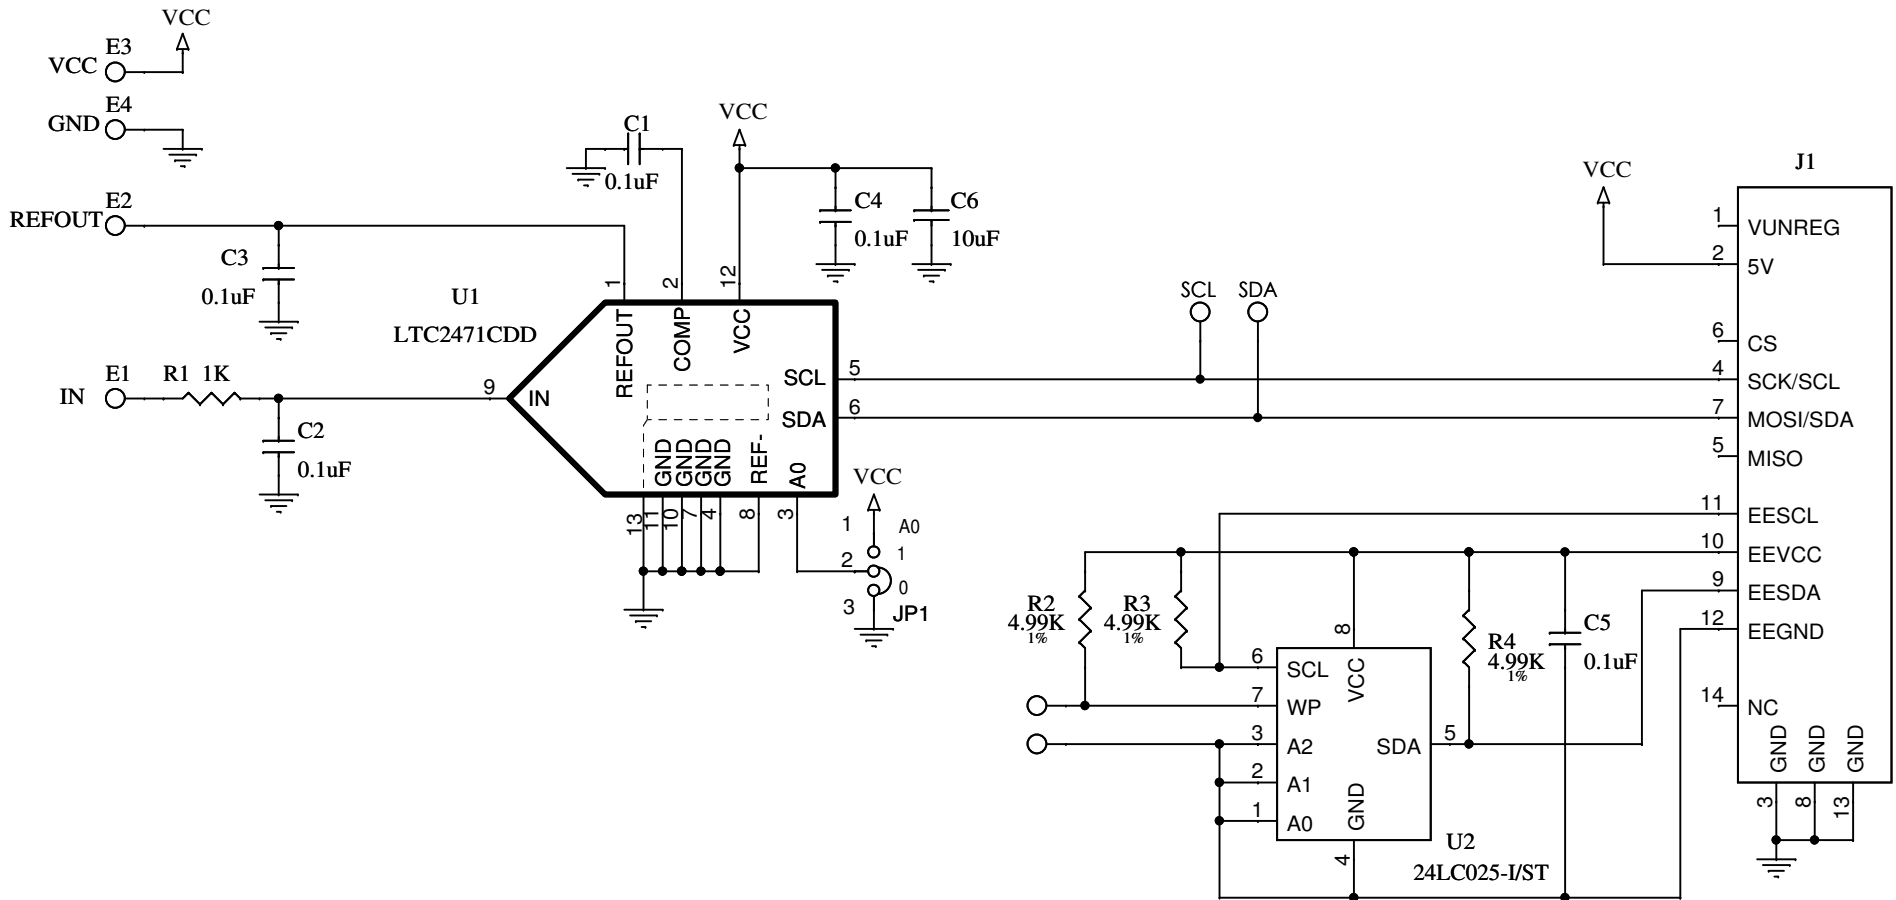 VCC
E3
VCC
E4
GND
C1
0.1uF
VCC
C4
0.1uF
C6
10uF
E2
REFOUT
C3
0.1uF
U1
LTC2471CDD
1
2
12
REFOUT
COMP
VCC
E1
IN
R1 1K
9
IN
C2
0.1uF
SCL
5
SDA
6
GND
GND
GND
GND
REF-
A0
13
11
10
7
4
8
3
VCC
1
A0
1
2
0
3
JP1
SCL
SDA
VCC
J1
1
VUNREG
2
5V
6
CS
4
SCK/SCL
7
MOSI/SDA
5
MISO
11
EESCL
10
EEVCC
9
EESDA
12
EEGND
14
NC
GND
GND
GND
3
8
13
R2
4.99K
1%
R3
4.99K
1%
R4
4.99K
1%
C5
0.1uF
8
VCC
6
SCL
7
WP
3
A2
2
A1
1
A0
SDA
5
GND
4
U2
24LC025-I/ST